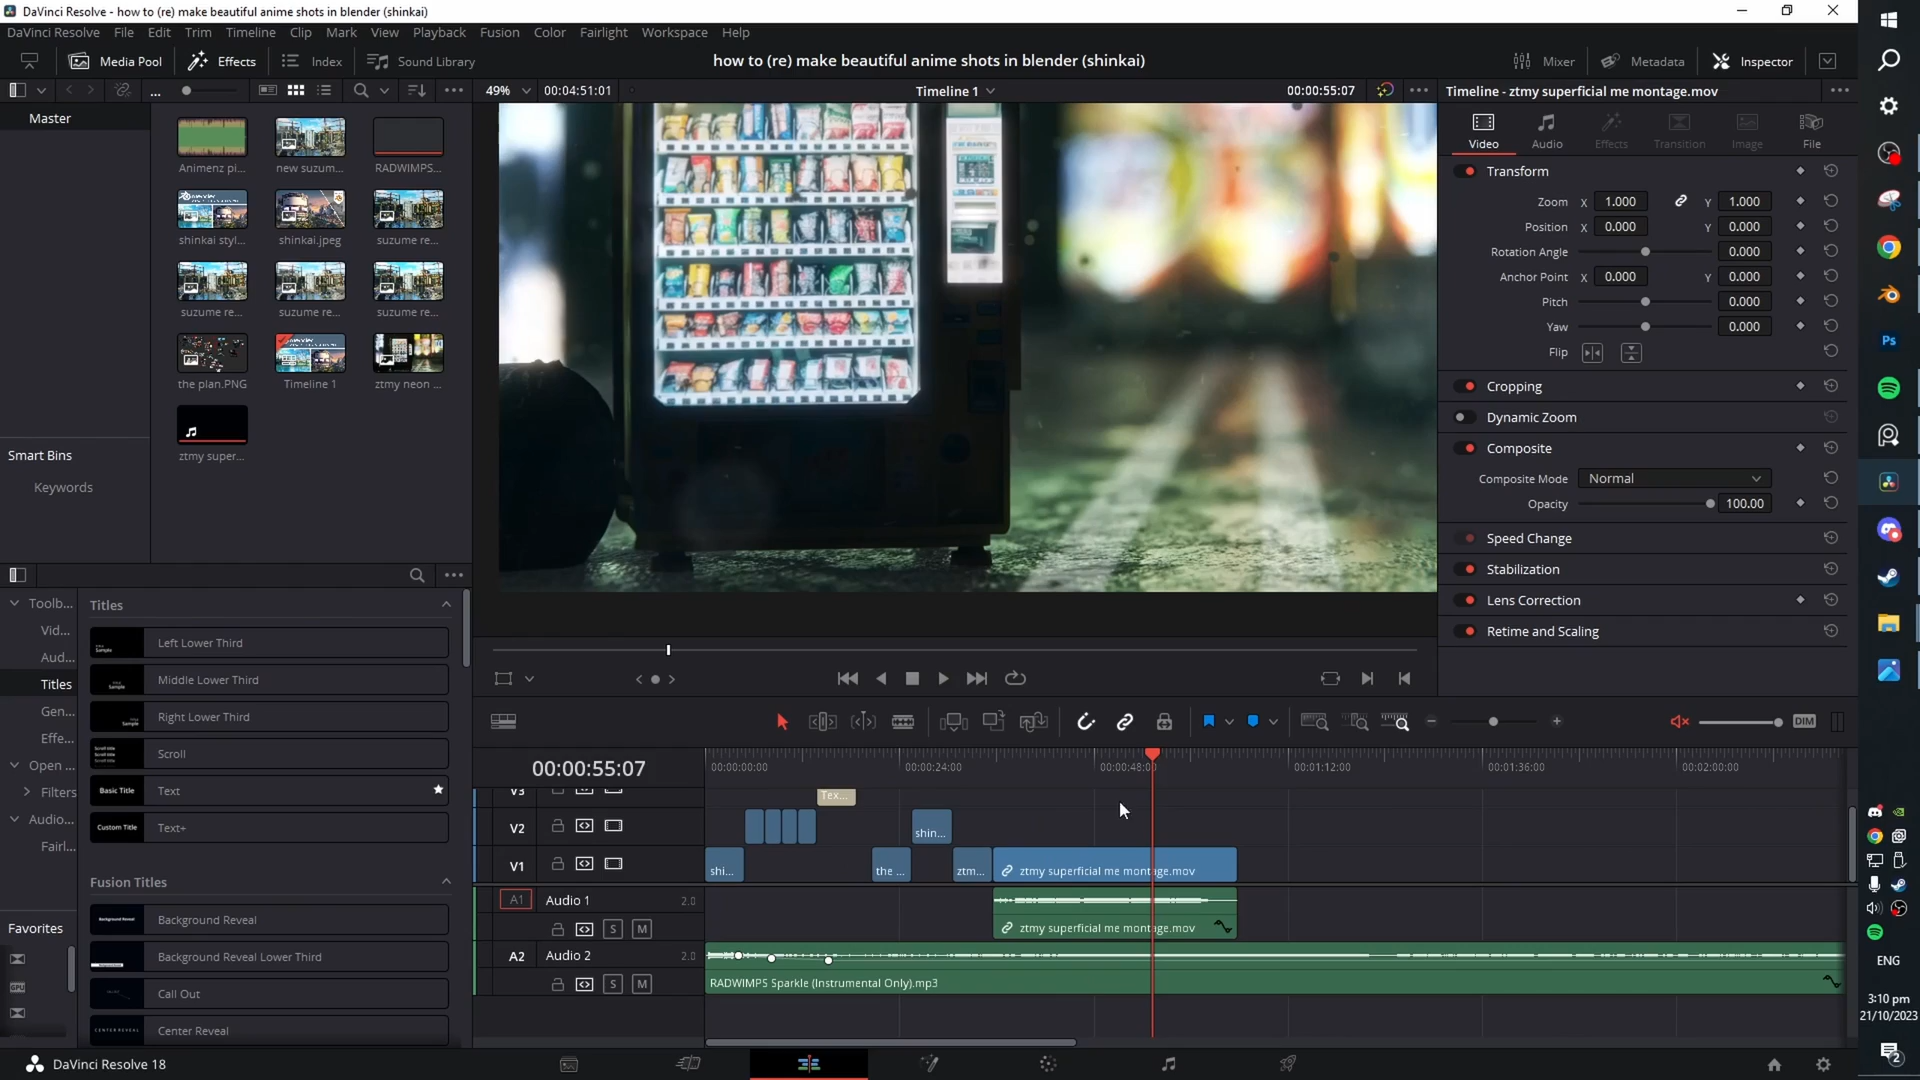 DaVinci Resolve - how to (re) make beautiful anime shots in blender (shinkai)
DaVinci Resolve File Edit Trim Timeline Clip Mark View Playback Fusion Color Fairlight Workspace Help
Media Pool Effects Index Sound Library how to (re) make beautiful anime shots in blender (shinkai) Mixer Metadata Inspector
... 49% 00:04:51:01 Timeline 1 00:00:55:07 Timeline - ztmy superficial me montage.mov
Master
Animenz pi... new suzum... RADWIMPS...
shinkai styl... shinkai.jpeg suzume re...
suzume re... suzume re... suzume re...
the plan.PNG Timeline 1 ztmy neon ...
ztmy super...
Smart Bins
Keywords
Video Audio Effects Transition Image File
Transform
Zoom X 1.000 Y 1.000
Position X 0.000 Y 0.000
Rotation Angle 0.000
Anchor Point X 0.000 Y 0.000
Pitch 0.000
Yaw 0.000
Flip
Cropping
Dynamic Zoom
Composite
Composite Mode Normal
Opacity 100.00
Speed Change
Stabilization
Lens Correction
Retime and Scaling
Toolb...
Vid...
Aud...
Titles
Gen...
Effe...
Open ...
Filters
Audio...
Fairl...
Favorites
Titles
Left Lower Third
Middle Lower Third
Right Lower Third
Scroll
Basic Title Text
Custom Title Text+
Fusion Titles
Background Reveal
Background Reveal Lower Third
Call Out
CENTER REVEAL Center Reveal
DIM
00:00:55:07 00:00:00:00 00:00:24:00 00:00:48:00 00:01:12:00 00:01:36:00 00:02:00:00
V3 Tex...
V2 shin...
V1 shi... the ... ztm... ztmy superficial me montage.mov
A1 Audio 1 2.0
S M ztmy superficial me montage.mov
A2 Audio 2 2.0
S M RADWIMPS Sparkle (Instrumental Only).mp3
DaVinci Resolve 18
Ps
ENG
3:10 pm
21/10/2023
2